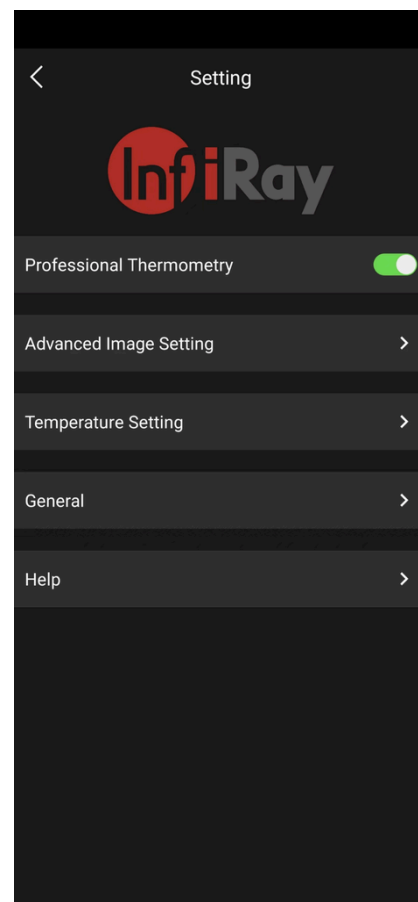 Setting
InfiRay
Professional Thermometry
Advanced Image Setting
Temperature Setting
General
Help